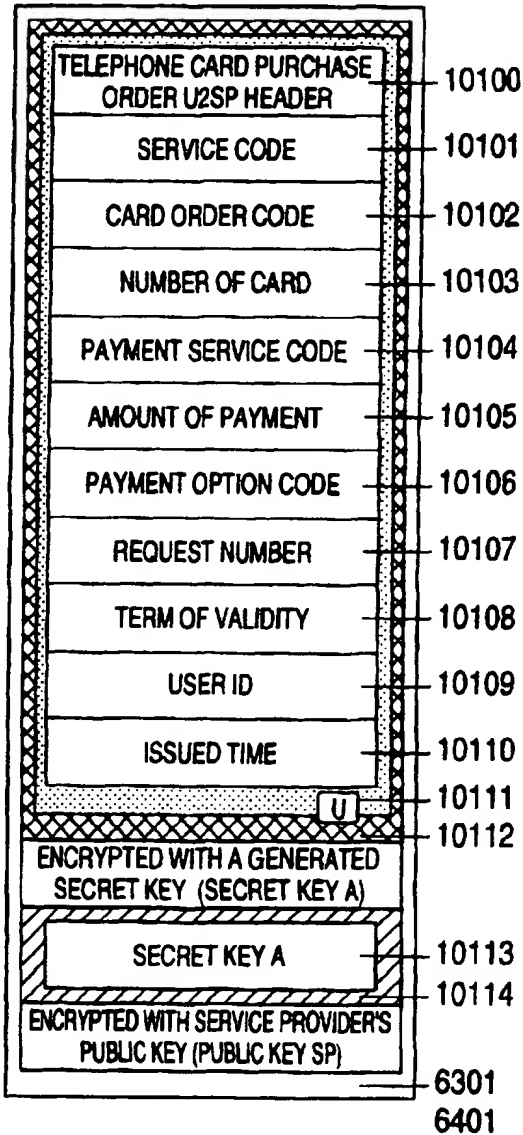 TELEPHONE CARD PURCHASE
ORDER U2SP HEADER
10100
SERVICE CODE
10101
CARD ORDER CODE
10102
NUMBER OF CARD
10103
PAYMENT SERVICE CODE
10104
AMOUNT OF PAYMENT
10105
PAYMENT OPTION CODE
10106
REQUEST NUMBER
10107
TERM OF VALIDITY
10108
USER ID
10109
ISSUED TIME
10110
U
10111
10112
ENCRYPTED WITH A GENERATED
SECRET KEY (SECRET KEY A)
SECRET KEY A
10113
10114
ENCRYPTED WITH SERVICE PROVIDER'S
PUBLIC KEY (PUBLIC KEY SP)
6301
6401